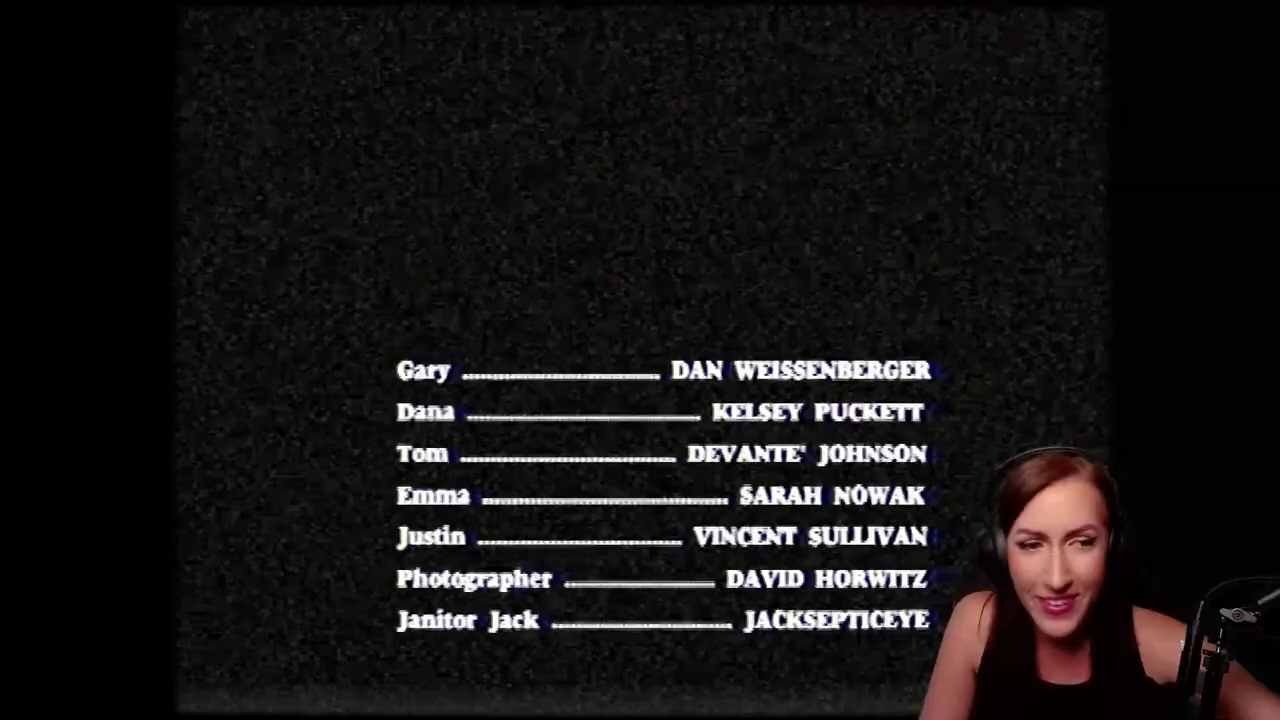 Gary ........................................ DAN WEISSENBERGER
Dana ............................................... KELSEY PUCKETT
Tom ............................................ DEVANTE' JOHNSON
Emma .................................................. SARAH NOWAK
Justin ......................................... VINCENT SULLIVAN
Photographer .............................. DAVID HORWITZ
Janitor Jack .................................... JACKSEPTICEYE